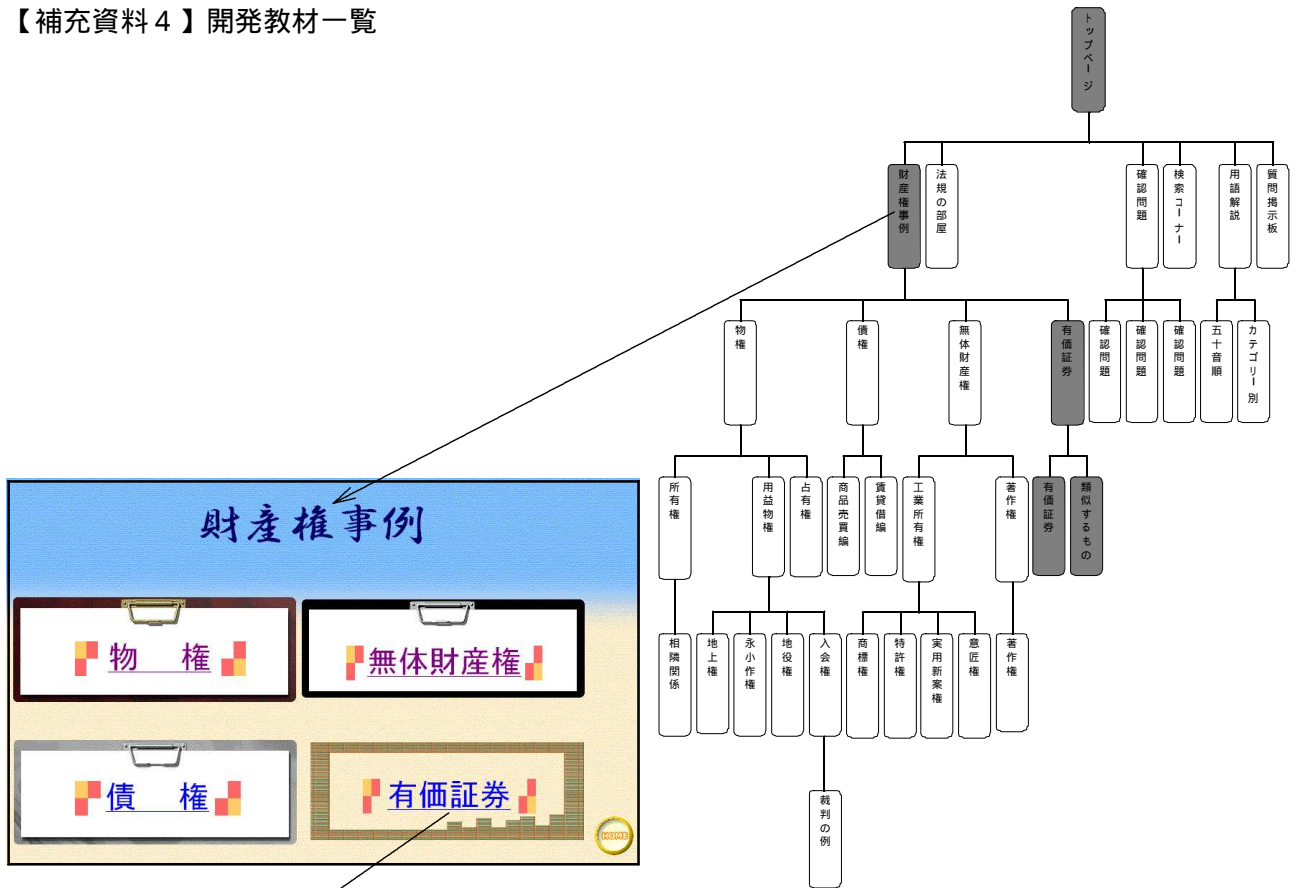 【補充資料４】開発教材一覧
トップページ
財産権事例
法規の部屋
確認問題
検索コーナー
用語解説
質問掲示板
物権
債権
無体財産権
有価証券
確認問題
確認問題
確認問題
五十音順
カテゴリー別
所有権
用益物権
占有権
商品売買編
賃貸借編
工業所有権
著作権
有価証券
類似するもの
相隣関係
地上権
永小作権
地役権
入会権
商標権
特許権
実用新案権
意匠権
著作権
裁判の例
財産権事例
物　権
無体財産権
債　権
有価証券
HOME